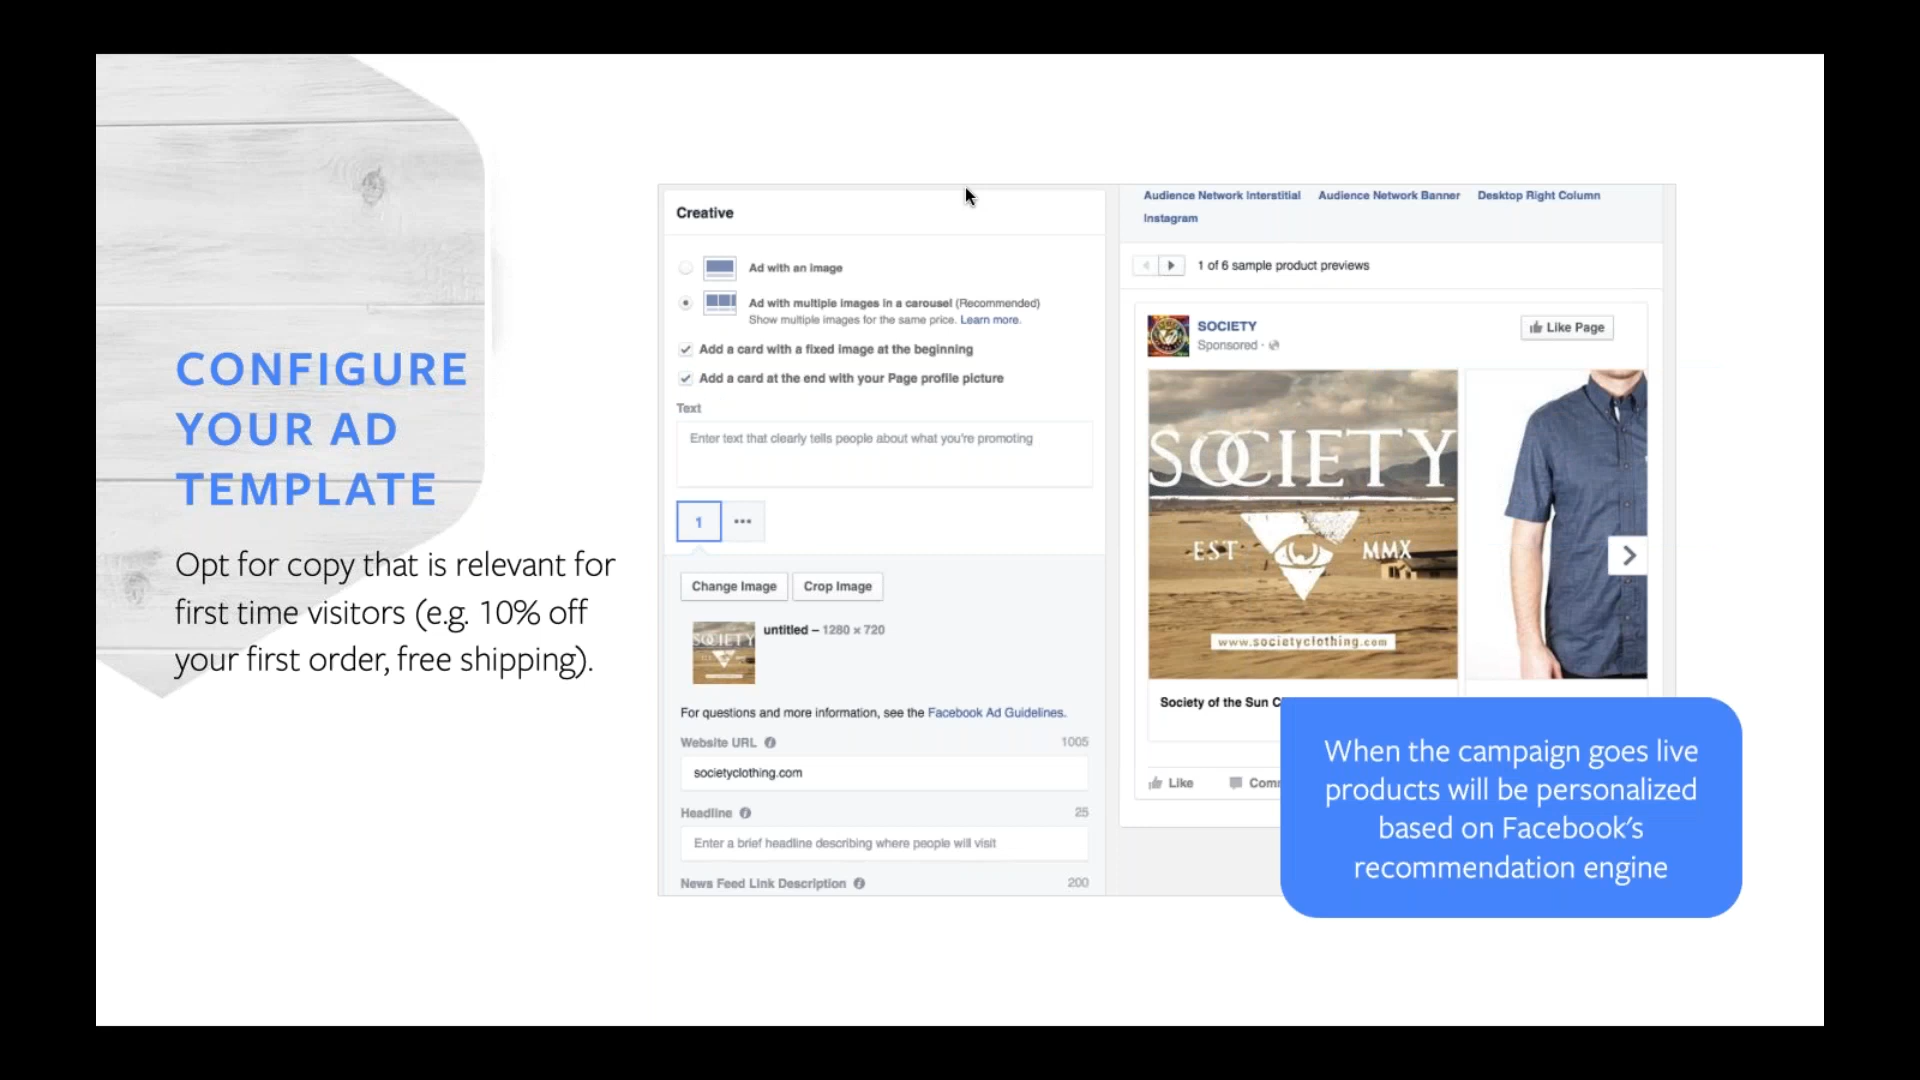 CONFIGURE
YOUR AD
TEMPLATE
Opt for copy that is relevant for
first time visitors (e.g. 10% off
your first order, free shipping).
Creative
Ad with an image
Ad with multiple images in a carousel (Recommended)
Show multiple images for the same price. Learn more.
Add a card with a fixed image at the beginning
Add a card at the end with your Page profile picture
Text
Enter text that clearly tells people about what you're promoting
1
Change Image Crop Image
SOCIETY
untitled – 1280 × 720
For questions and more information, see the Facebook Ad Guidelines.
Website URL 1005
societyclothing.com
Headline 25
Enter a brief headline describing where people will visit
News Feed Link Description 200
Audience Network Interstitial Audience Network Banner Desktop Right Column
Instagram
1 of 6 sample product previews
SOCIETY
Sponsored ·
Like Page
SOCIETY
EST MMX
www.societyclothing.com
Society of the Sun C
Like Comm
When the campaign goes live
products will be personalized
based on Facebook's
recommendation engine